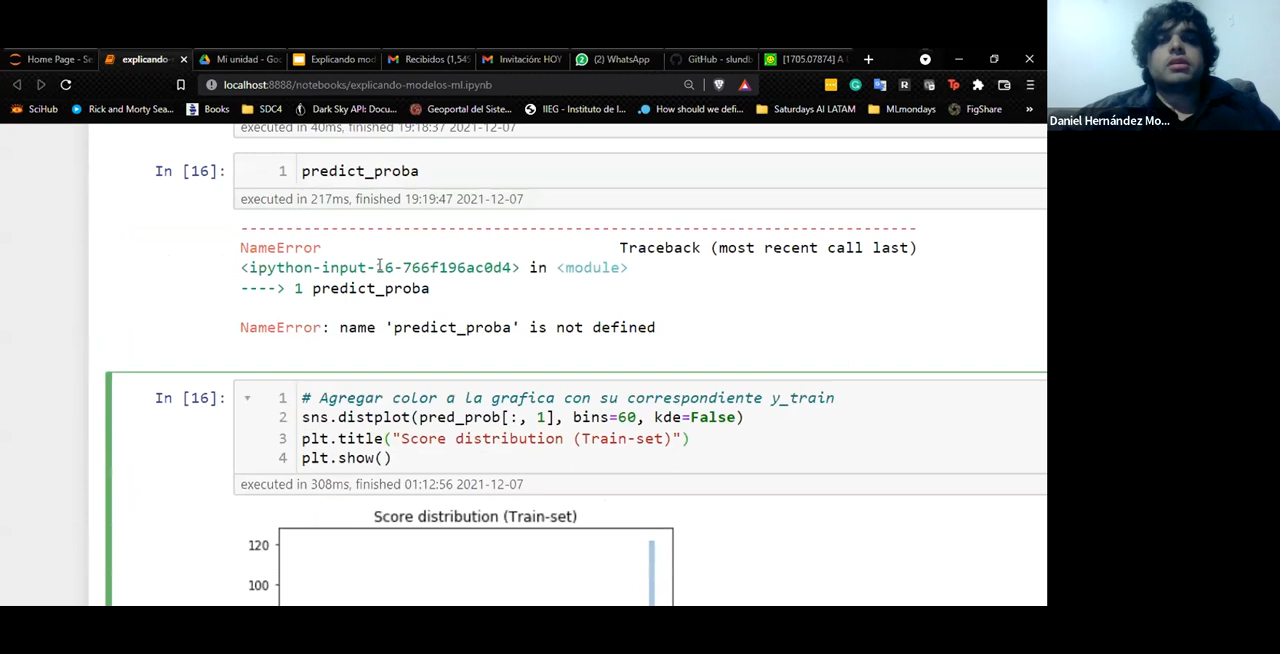 Home Page - Se
explicando-
Mi unidad - Goo
Explicando mod
Recibidos (1,545
Invitación: HOY
(2) WhatsApp
GitHub - slundb
[1705.07874] A
localhost:8888/notebooks/explicando-modelos-ml.ipynb
SciHub
Rick and Morty Sea...
Books
SDC4
Dark Sky API: Docu...
Geoportal del Siste...
IIEG - Instituto de I...
How should we defi...
Saturdays AI LATAM
MLmondays
FigShare
»
Daniel Hernández Mo...
executed in 40ms, finished 19:18:37 2021-12-07
In [16]:
1 predict_proba
executed in 217ms, finished 19:19:47 2021-12-07
---------------------------------------------------------------------------
NameError Traceback (most recent call last)
<ipython-input-16-766f196ac0d4> in <module>
----> 1 predict_proba
NameError: name 'predict_proba' is not defined
In [16]:
1 # Agregar color a la grafica con su correspondiente y_train
2 sns.distplot(pred_prob[:, 1], bins=60, kde=False)
3 plt.title("Score distribution (Train-set)")
4 plt.show()
executed in 308ms, finished 01:12:56 2021-12-07
Score distribution (Train-set)
120
100